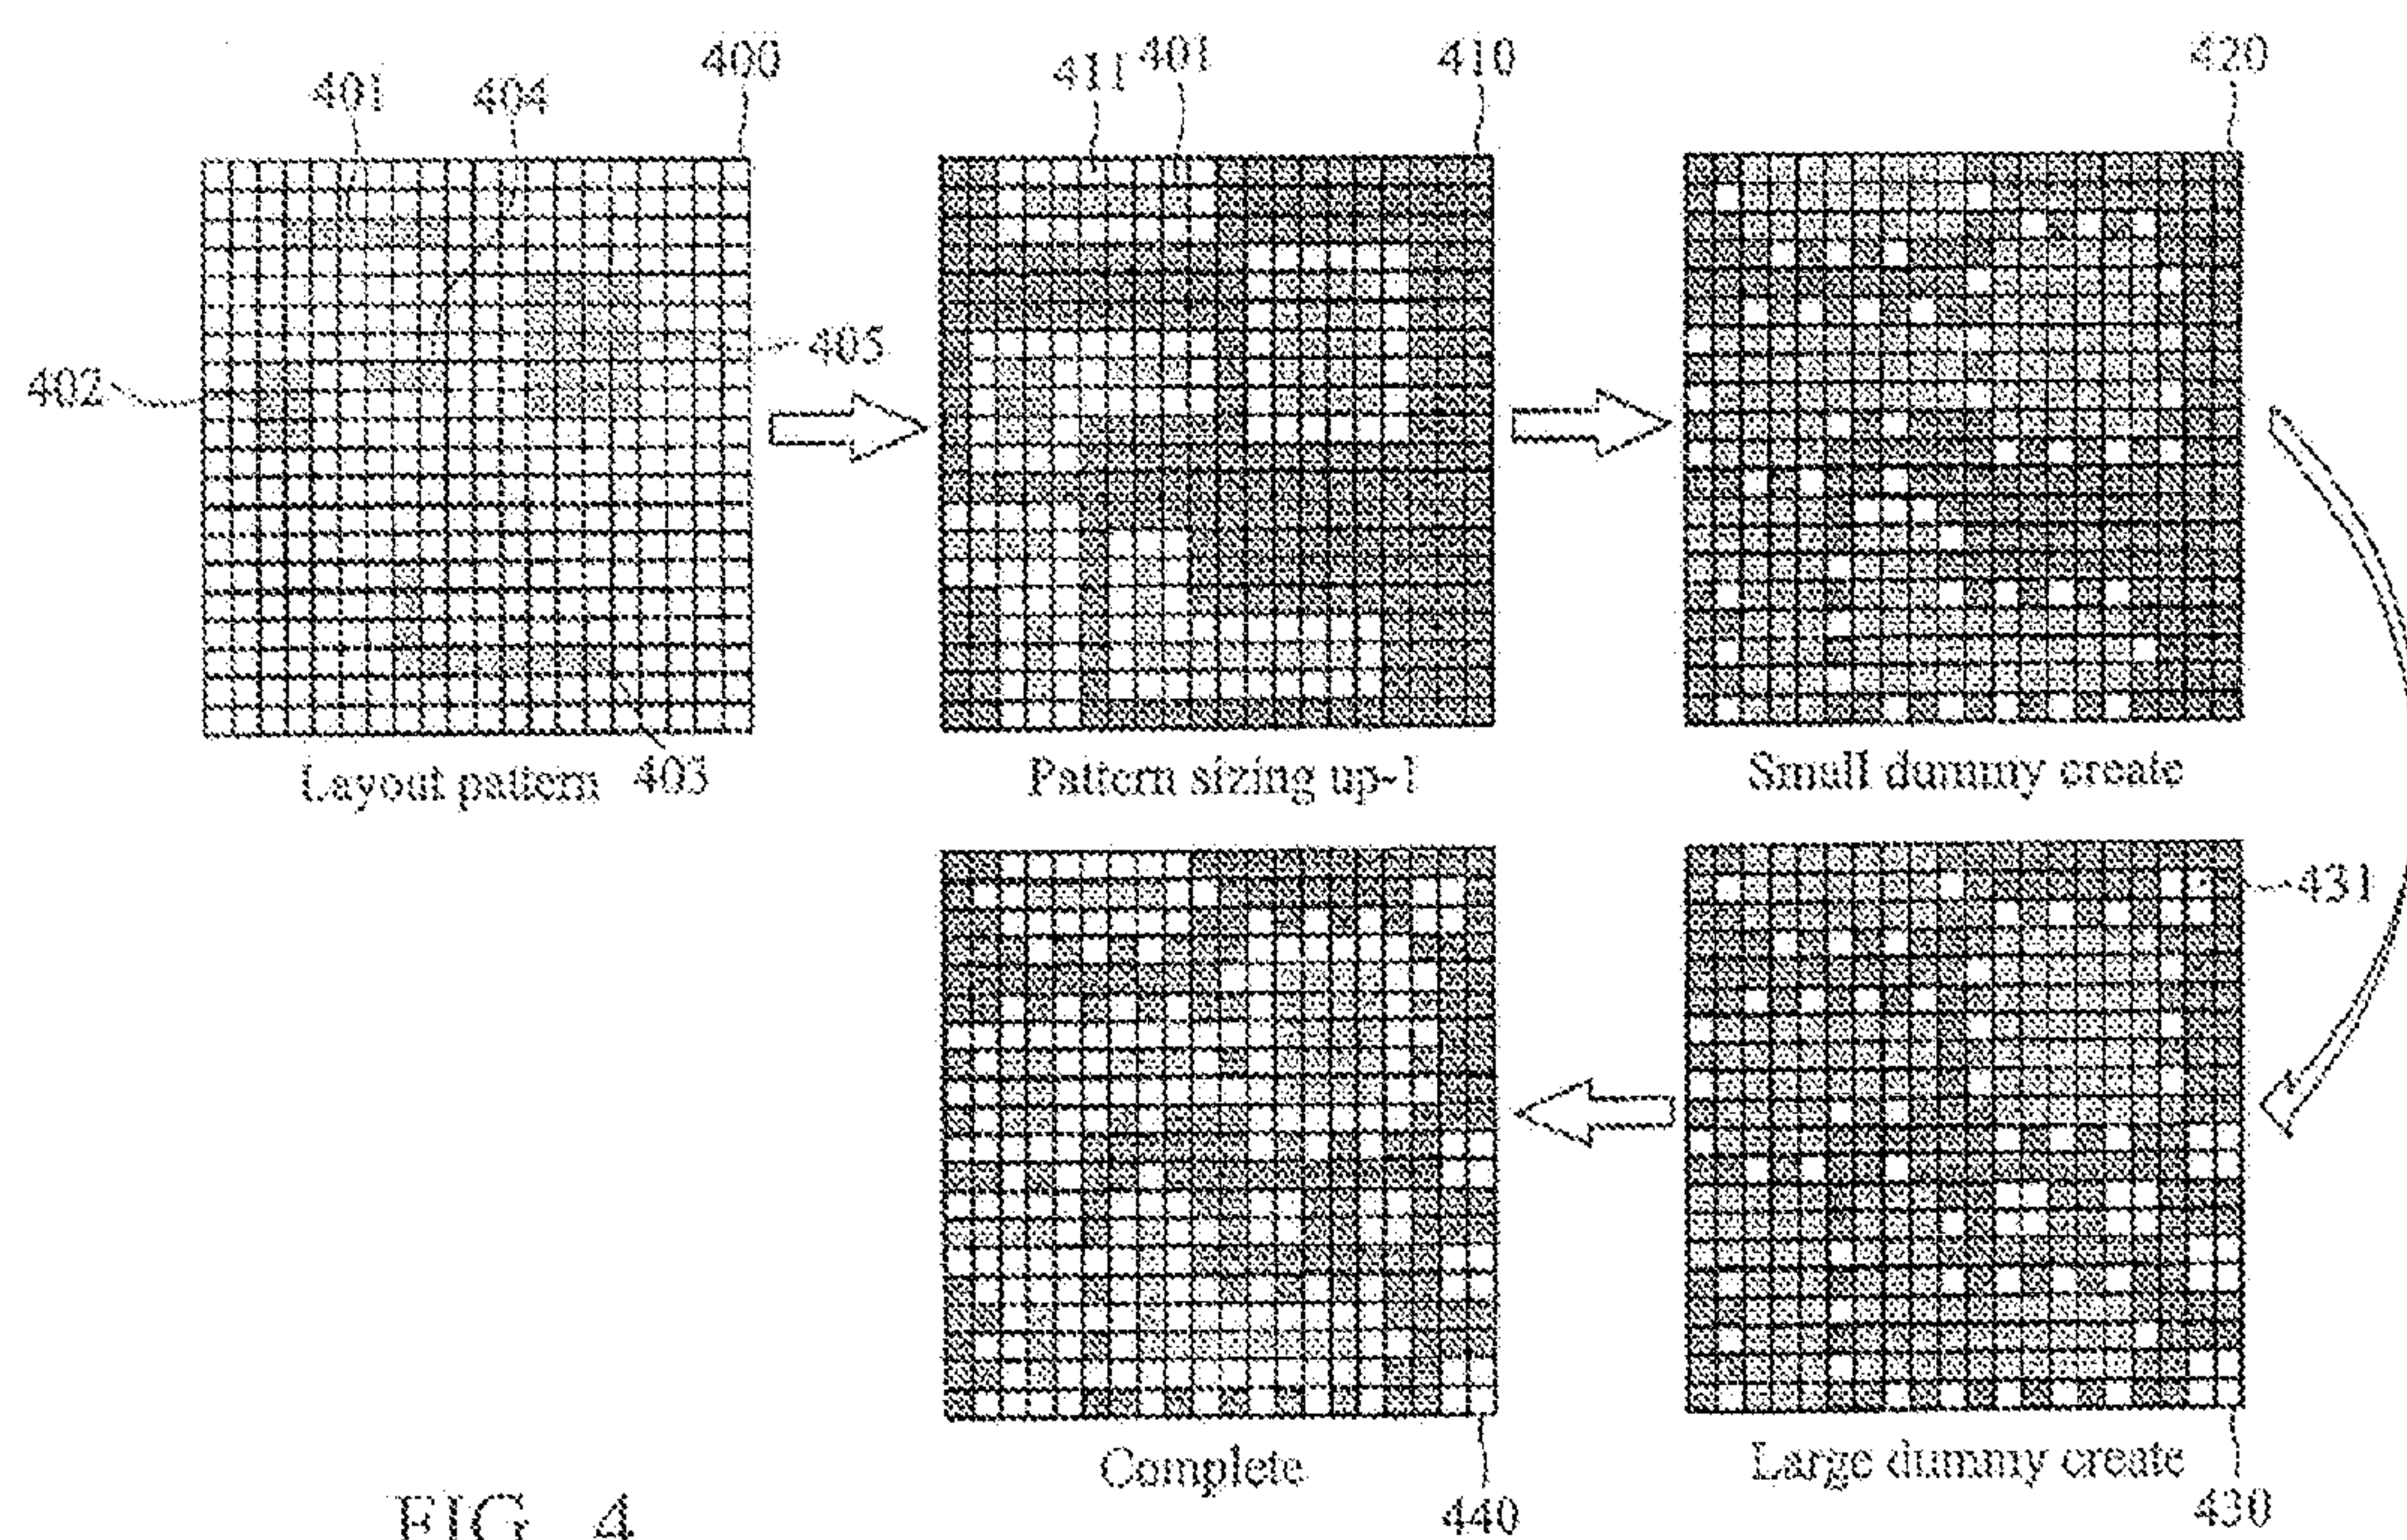 401 404 400
411 401 410
420
402
405
Layout pattern 403
Pattern sizing up-1
Small dummy create
431
Complete
440
Large dummy create
430
FIG. 4